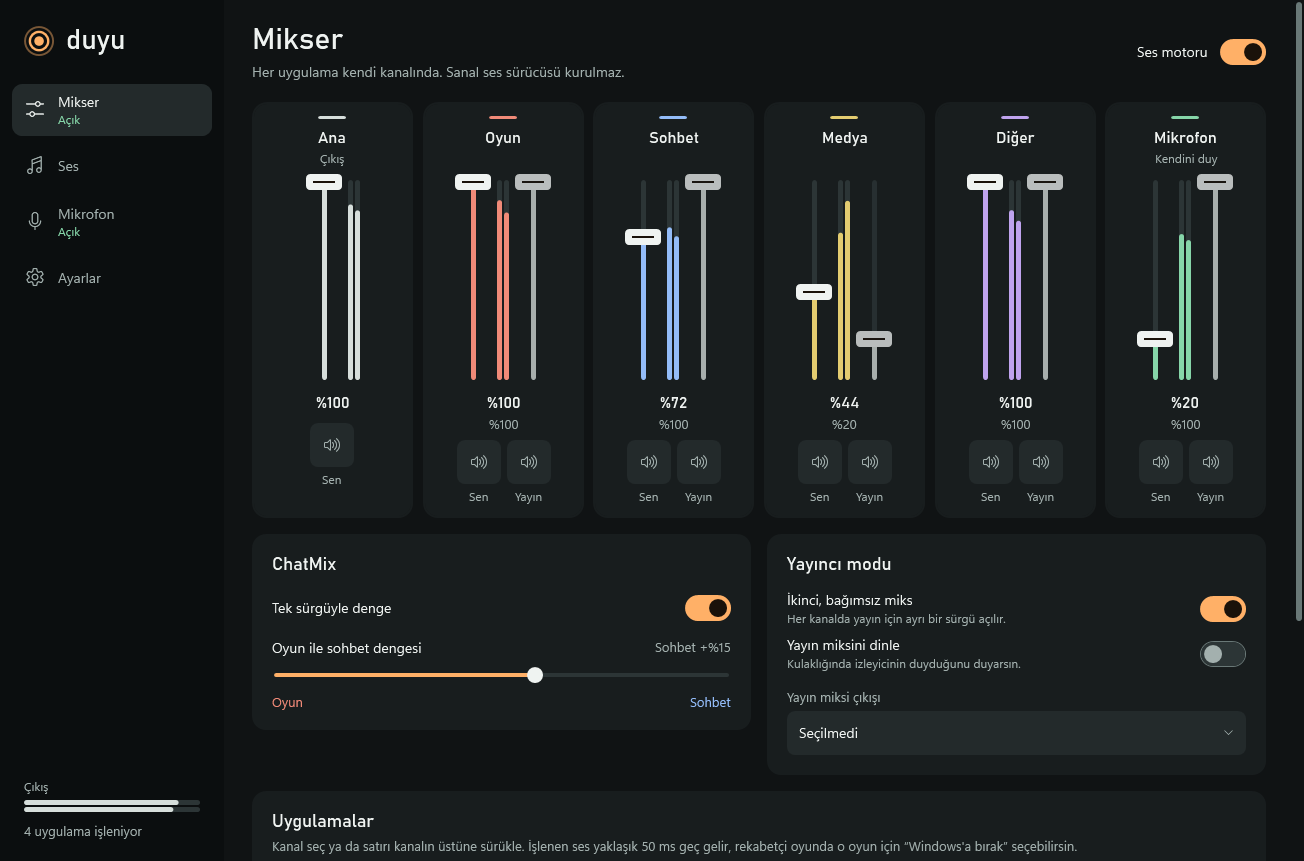 duyu
Mikser
Açık
Ses
Mikrofon
Açık
Ayarlar
Çıkış
4 uygulama işleniyor
Mikser
Her uygulama kendi kanalında. Sanal ses sürücüsü kurulmaz.
Ses motoru
Ana
Çıkış
%100
Sen
Oyun
%100
%100
Sen Yayın
Sohbet
%72
%100
Sen Yayın
Medya
%44
%20
Sen Yayın
Diğer
%100
%100
Sen Yayın
Mikrofon
Kendini duy
%20
%100
Sen Yayın
ChatMix
Tek sürgüyle denge
Oyun ile sohbet dengesi Sohbet +%15
Oyun Sohbet
Yayıncı modu
İkinci, bağımsız miks
Her kanalda yayın için ayrı bir sürgü açılır.
Yayın miksini dinle
Kulaklığında izleyicinin duyduğunu duyarsın.
Yayın miksi çıkışı
Seçilmedi
Uygulamalar
Kanal seç ya da satırı kanalın üstüne sürükle. İşlenen ses yaklaşık 50 ms geç gelir, rekabetçi oyunda o oyun için “Windows'a bırak” seçebilirsin.